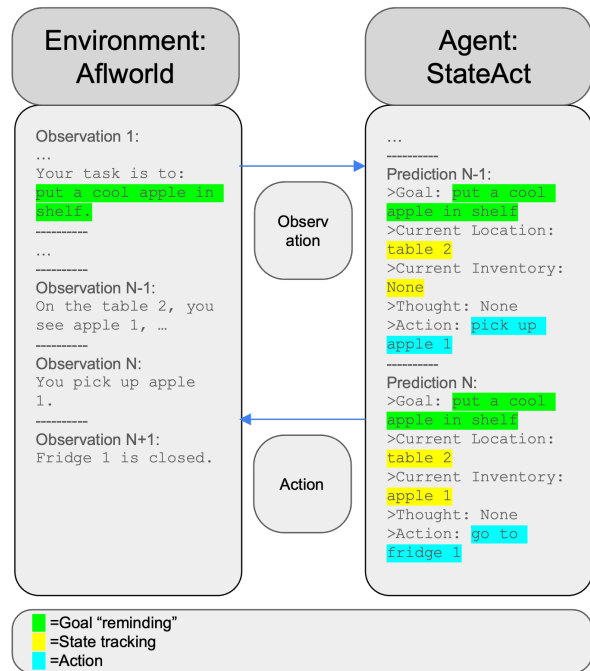 Environment:
Aflworld
Observation 1:
...
Your task is to:
put a cool apple in
shelf.
----------
...
----------
Observation N-1:
On the table 2, you
see apple 1, …
----------
Observation N:
You pick up apple
1.
----------
Observation N+1:
Fridge 1 is closed.
Observ
ation
Action
Agent:
StateAct
...
----------
Prediction N-1:
>Goal: put a cool
apple in shelf
>Current Location:
table 2
>Current Inventory:
None
>Thought: None
>Action: pick up
apple 1
----------
Prediction N:
>Goal: put a cool
apple in shelf
>Current Location:
table 2
>Current Inventory:
apple 1
>Thought: None
>Action: go to
fridge 1
=Goal “reminding”
=State tracking
=Action